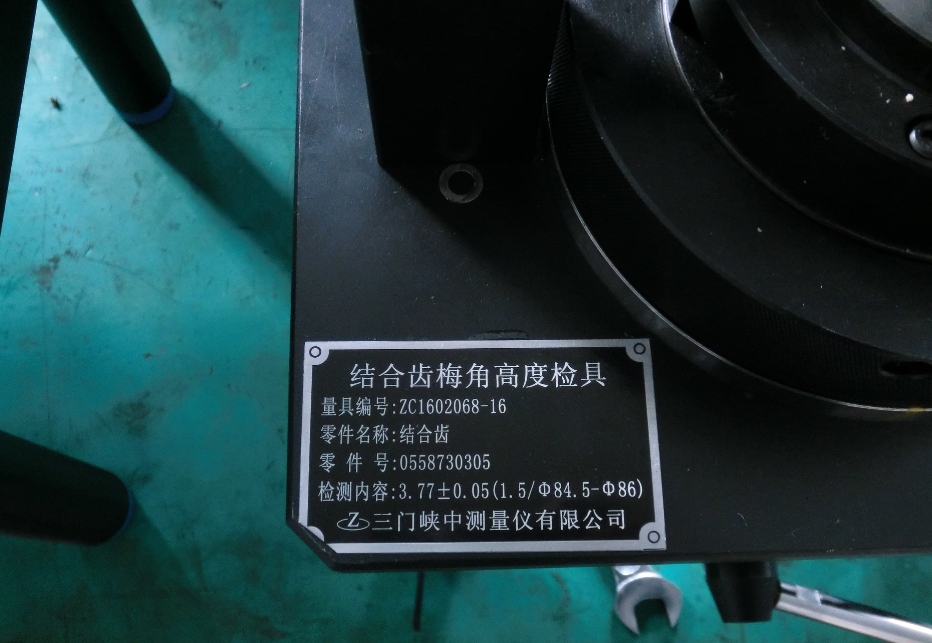 结合齿梅角高度检具
量具编号:ZC1602068-16
零件名称:结合齿
零 件 号:0558730305
检测内容:3.77±0.05(1.5/Φ84.5-Φ86)
Z 三门峡中测量仪有限公司